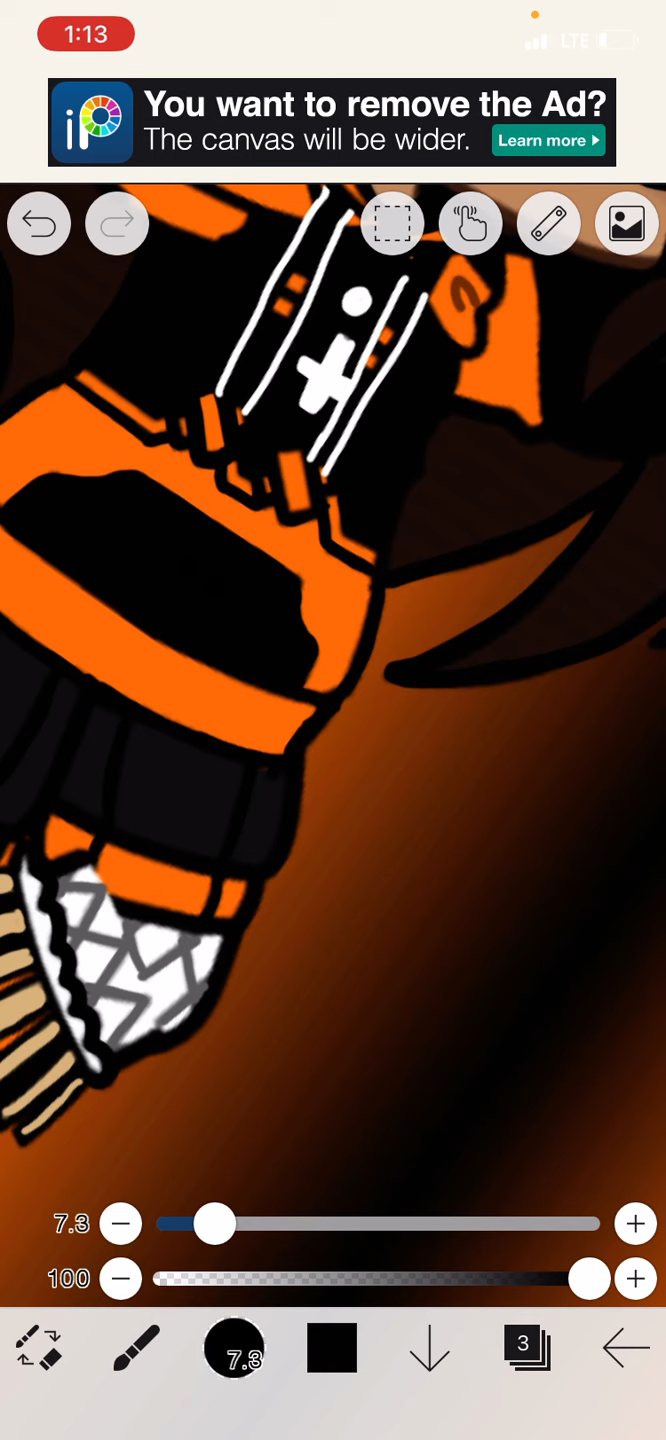 1:13
LTE
iP
You want to remove the Ad?
The canvas will be wider.
Learn more
7.3
100
7.3
3